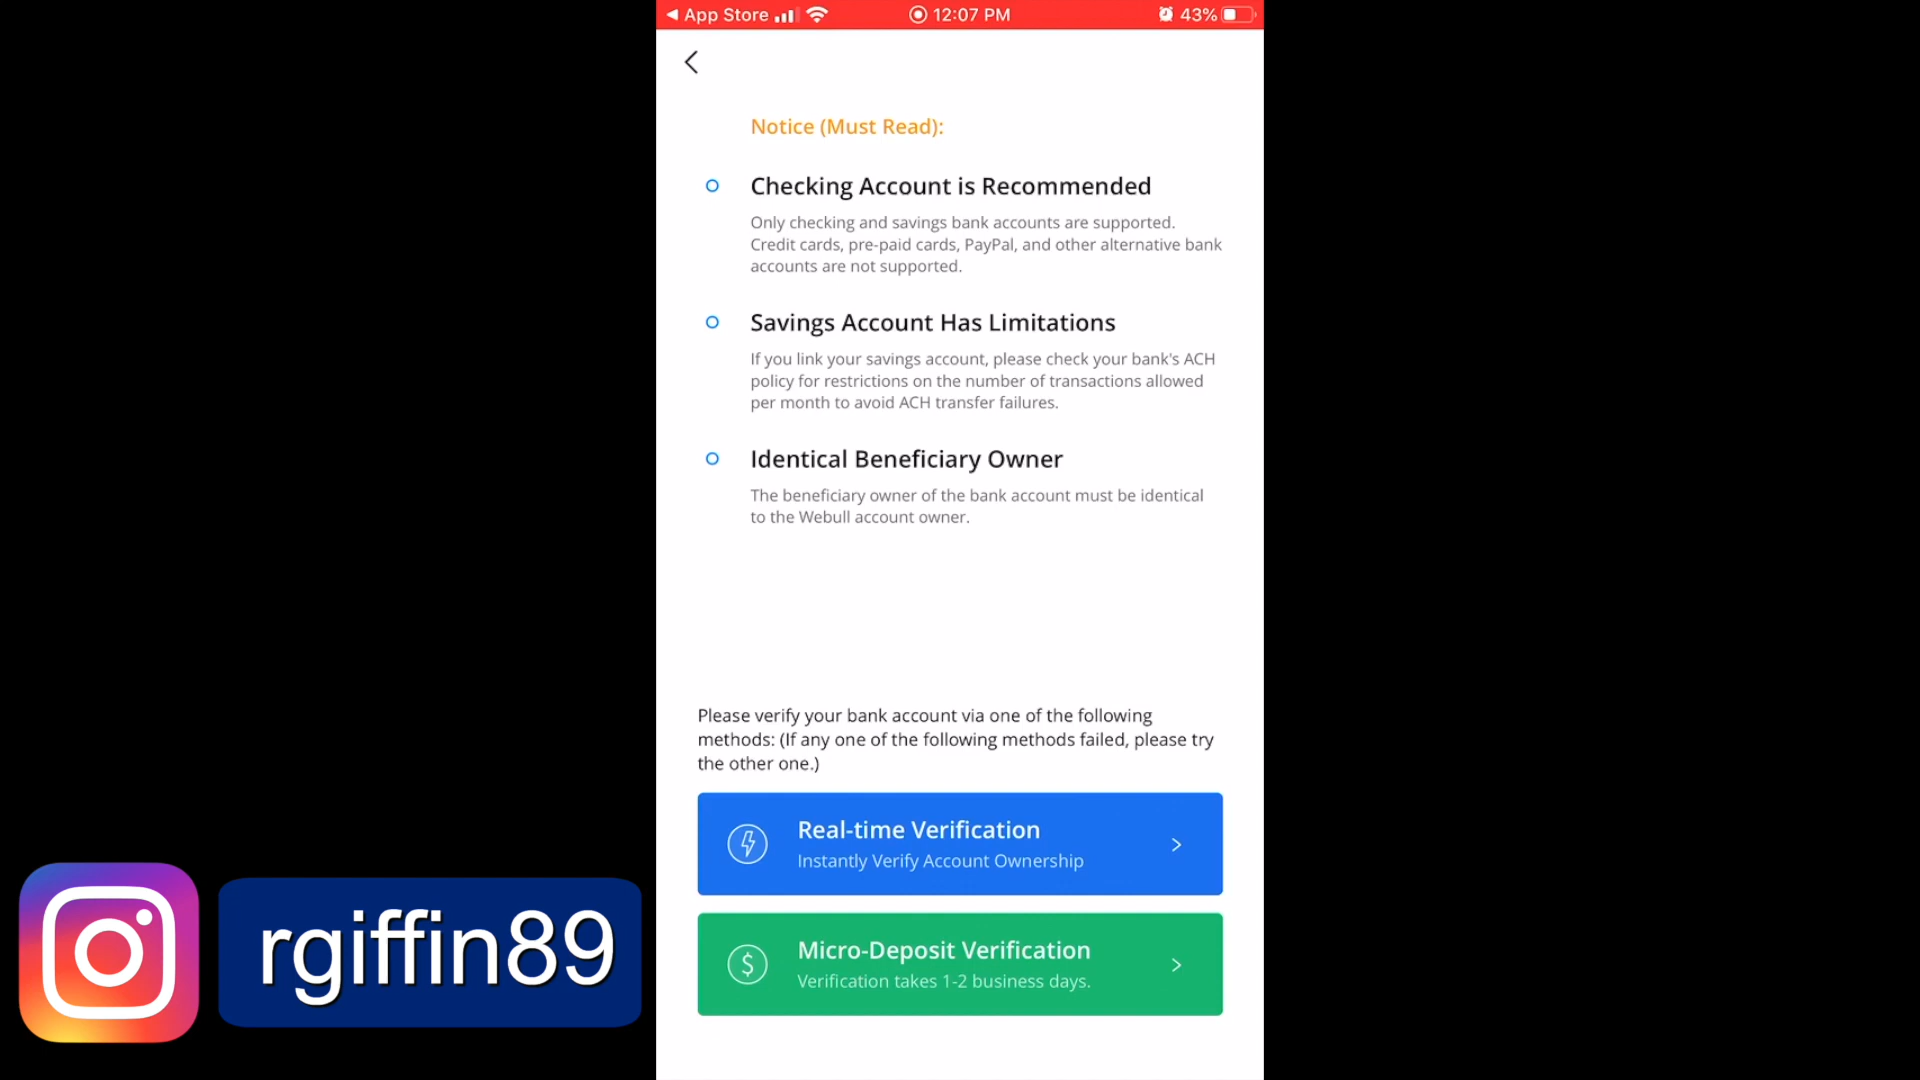 App Store 12:07 PM 43%
Notice (Must Read):
Checking Account is Recommended
Only checking and savings bank accounts are supported.
Credit cards, pre-paid cards, PayPal, and other alternative bank
accounts are not supported.
Savings Account Has Limitations
If you link your savings account, please check your bank's ACH
policy for restrictions on the number of transactions allowed
per month to avoid ACH transfer failures.
Identical Beneficiary Owner
The beneficiary owner of the bank account must be identical
to the Webull account owner.
Please verify your bank account via one of the following
methods: (If any one of the following methods failed, please try
the other one.)
Real-time Verification
Instantly Verify Account Ownership
Micro-Deposit Verification
Verification takes 1-2 business days.
rgiffin89